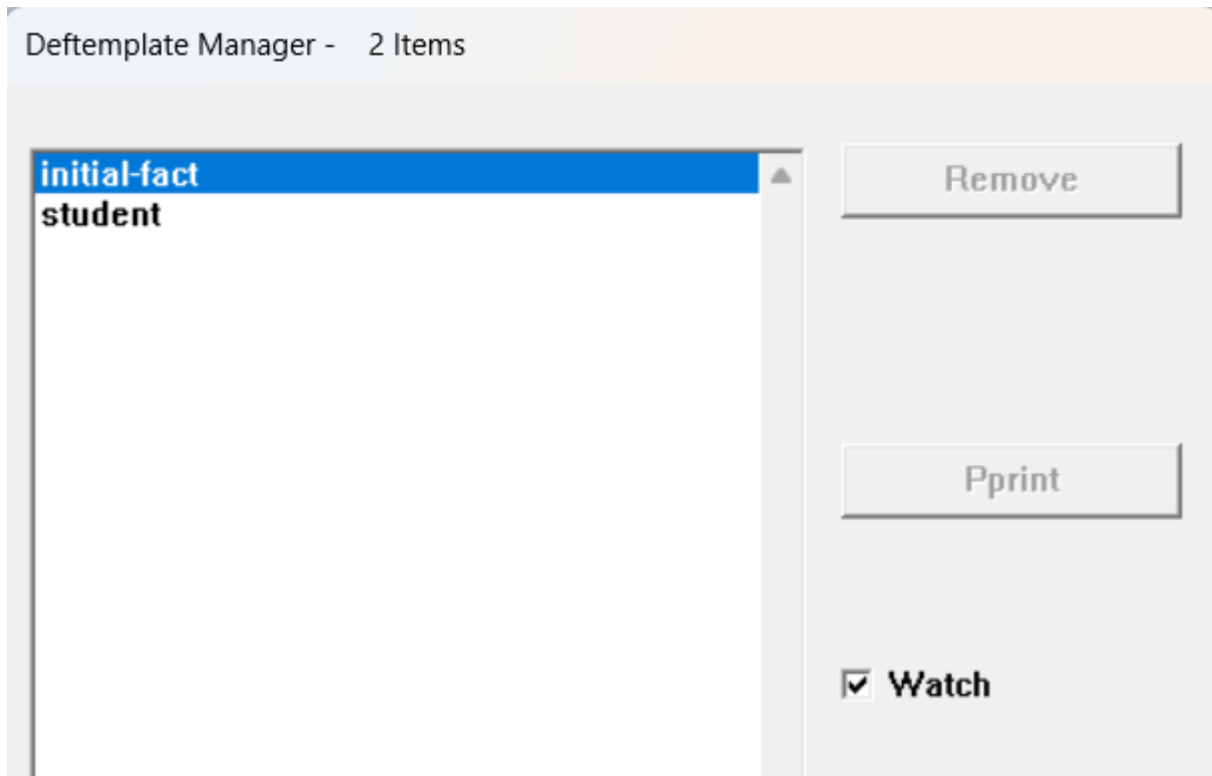 Deftemplate Manager -    2 Items
initial-fact
student
Remove
Pprint
Watch